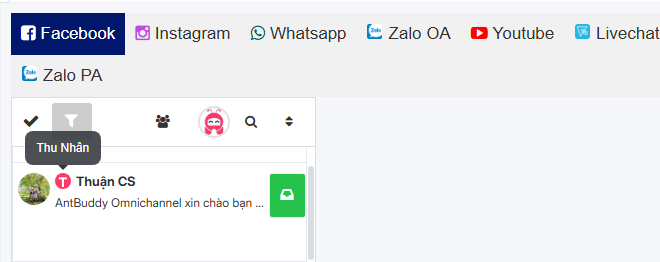 Facebook Instagram Whatsapp Zalo OA Youtube Livechat
Zalo PA
Thu Nhân
T Thuận CS
AntBuddy Omnichannel xin chào bạn ...